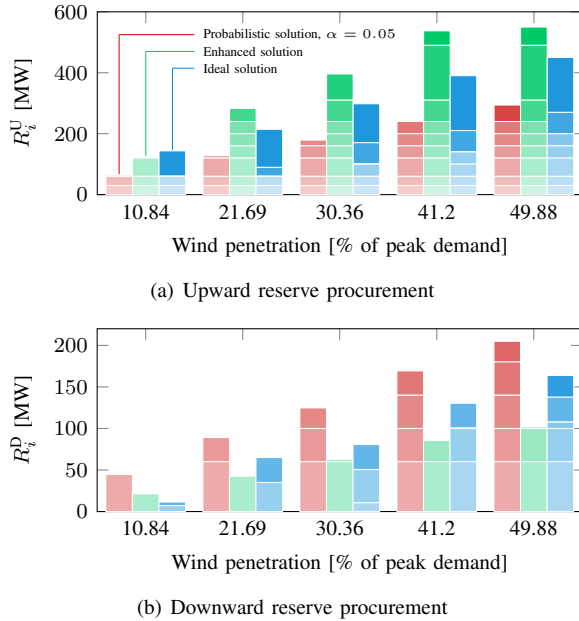 600
400
200
0
R_i^U [MW]
Probabilistic solution, α = 0.05
Enhanced solution
Ideal solution
10.84 21.69 30.36 41.2 49.88
Wind penetration [% of peak demand]
(a) Upward reserve procurement
200
150
100
50
0
R_i^D [MW]
10.84 21.69 30.36 41.2 49.88
Wind penetration [% of peak demand]
(b) Downward reserve procurement